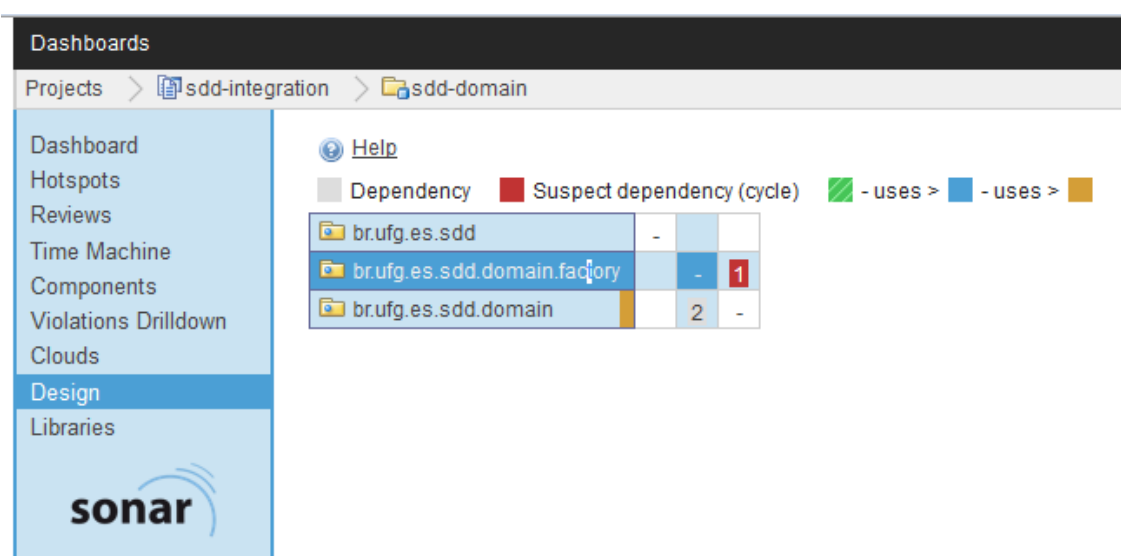 Dashboards
Projects sdd-integration sdd-domain
Dashboard
Hotspots
Reviews
Time Machine
Components
Violations Drilldown
Clouds
Design
Libraries
sonar
Help
Dependency Suspect dependency (cycle) - uses > - uses >
br.ufg.es.sdd -
br.ufg.es.sdd.domain.factory - 1
br.ufg.es.sdd.domain 2 -